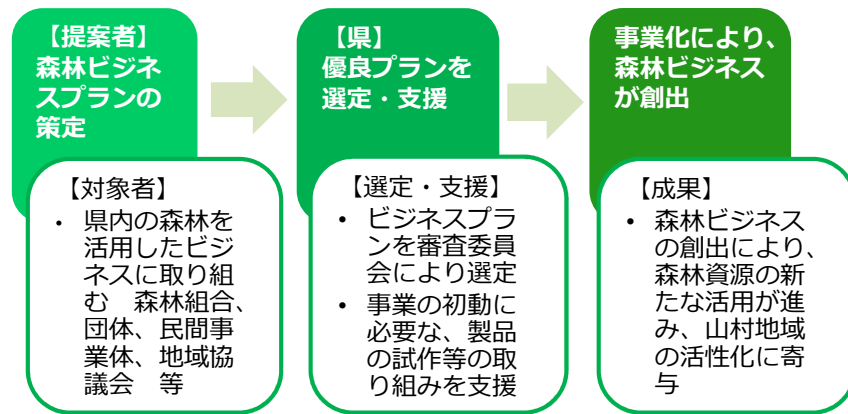 【提案者】
森林ビジネ
スプランの
策定
【対象者】
• 県内の森林を
活用したビジ
ネスに取り組
む　森林組合、
団体、民間事
業体、地域協
議会　等
【県】
優良プランを
選定・支援
【選定・支援】
• ビジネスプラ
ンを審査委員
会により選定
• 事業の初動に
必要な、製品
の試作等の取
り組みを支援
事業化により、
森林ビジネス
が創出
【成果】
• 森林ビジネス
の創出により、
森林資源の新
たな活用が進
み、山村地域
の活性化に寄
与